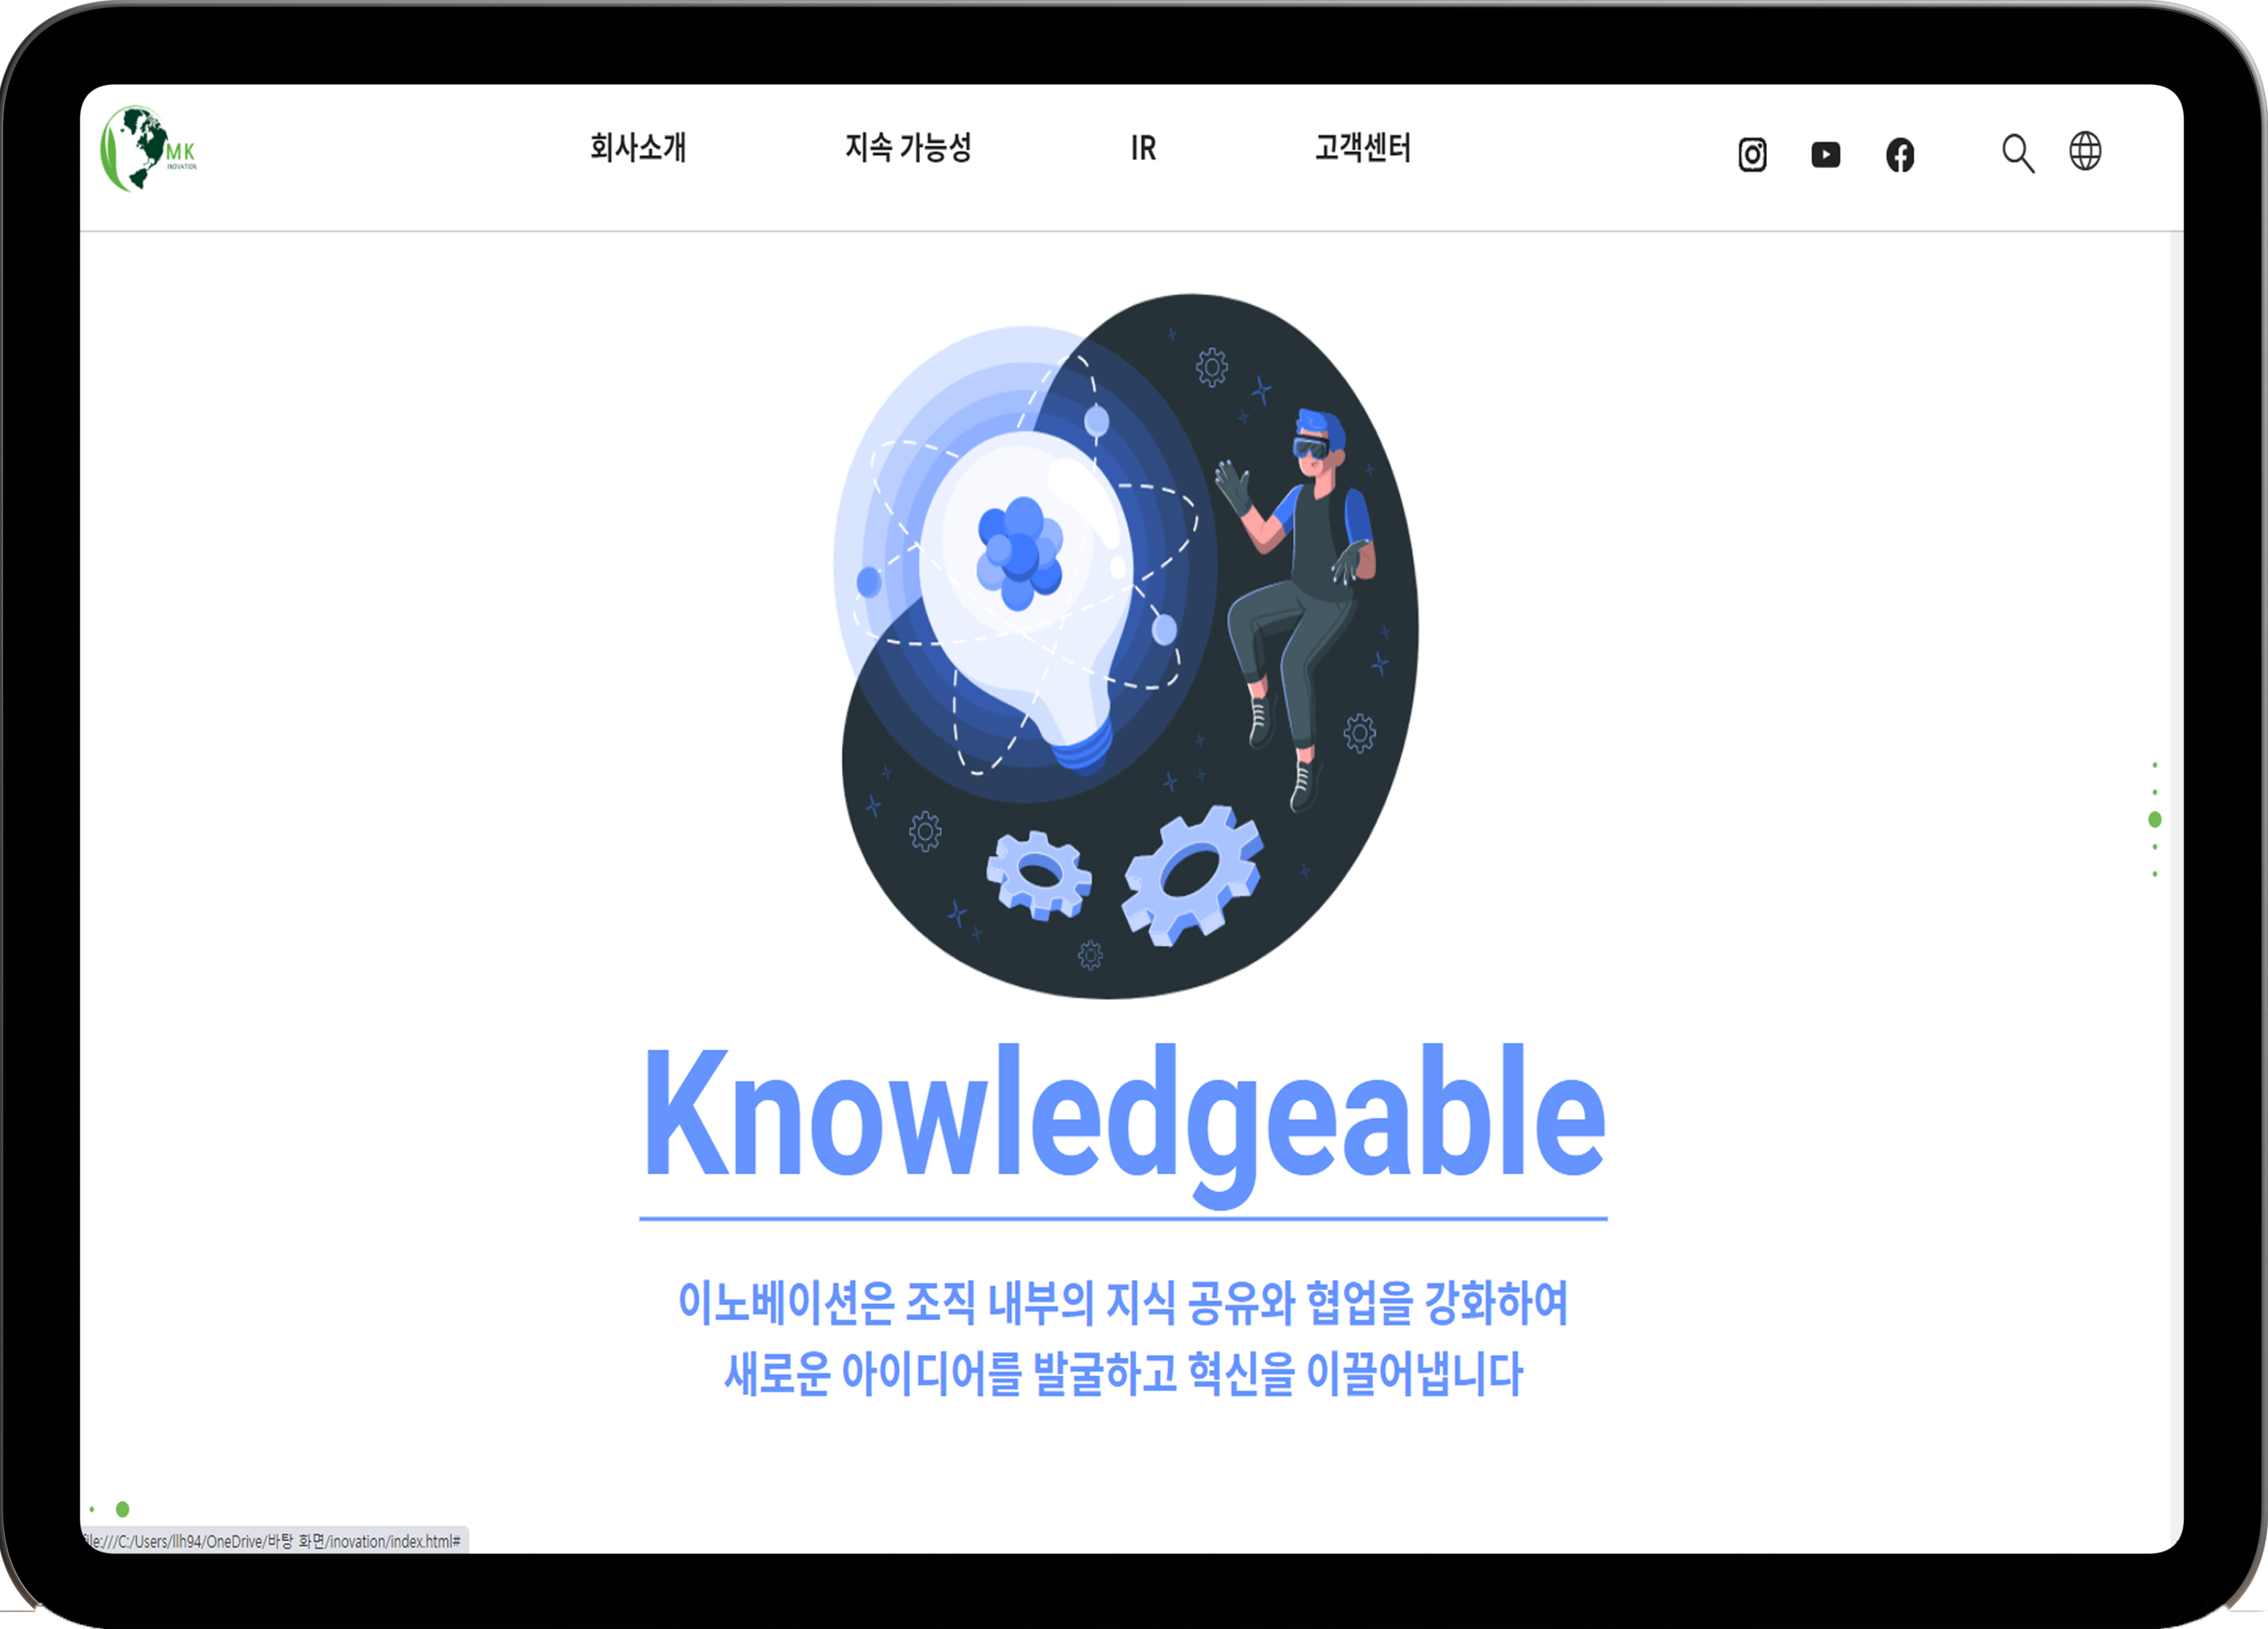 MK
INOVATION
회사소개
지속 가능성
IR
고객센터
Knowledgeable
이노베이션은 조직 내부의 지식 공유와 협업을 강화하여
새로운 아이디어를 발굴하고 혁신을 이끌어냅니다
ile:///C:/Users/llh94/OneDrive/바탕 화면/inovation/index.html#